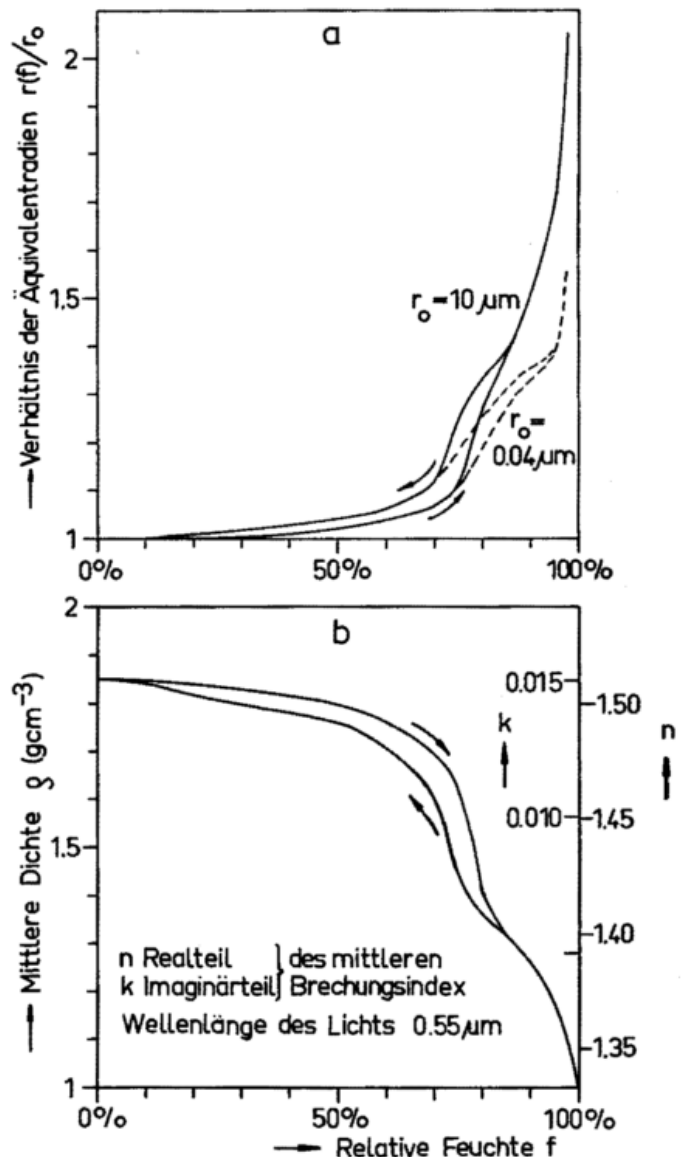 a
Verhältnis der Äquivalentradien r(f)/r₀
2
1.5
1
r₀=10 µm
r₀=
0.04µm
0% 50% 100%
b
Mittlere Dichte ϱ (gcm⁻³)
2
1.5
1
k
n
0.015
0.010
1.50
1.45
1.40
1.35
n Realteil } des mittleren
k Imaginärteil } Brechungsindex
Wellenlänge des Lichts 0.55µm
0% 50% 100%
Relative Feuchte f